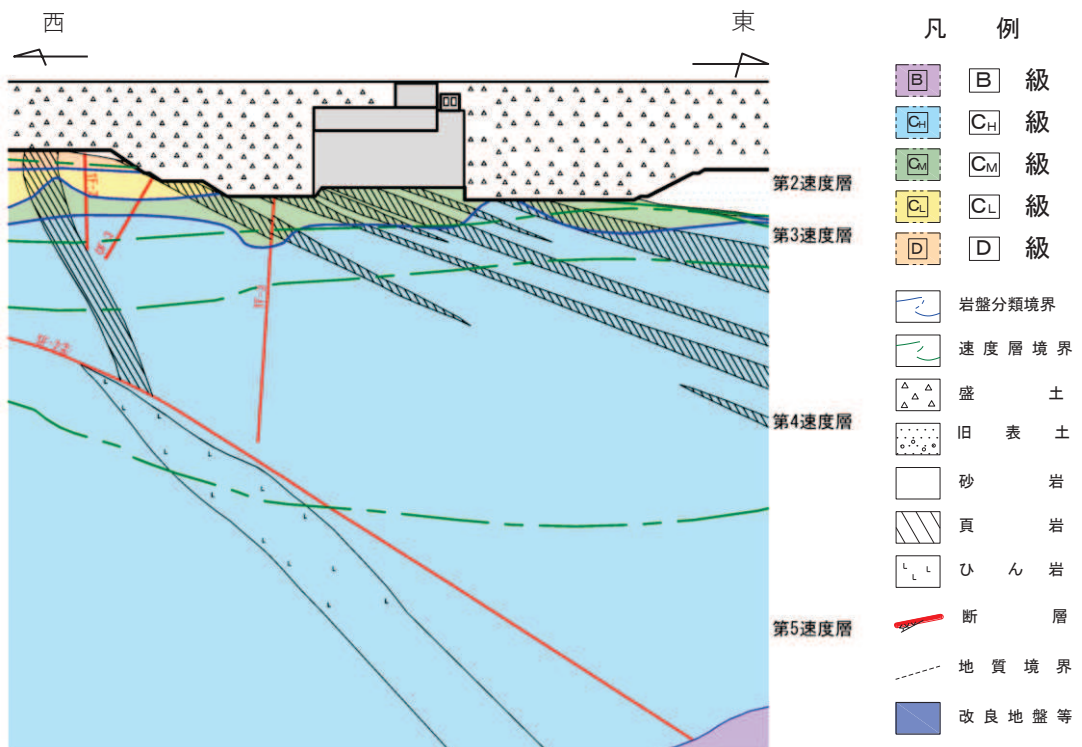 西
東
第2速度層
第3速度層
第4速度層
第5速度層
凡 例
B B 級
CH CH 級
CM CM 級
CL CL 級
D D 級
岩盤分類境界
速度層境界
盛土
旧表土
砂岩
頁岩
ひん岩
断層
地質境界
改良地盤等